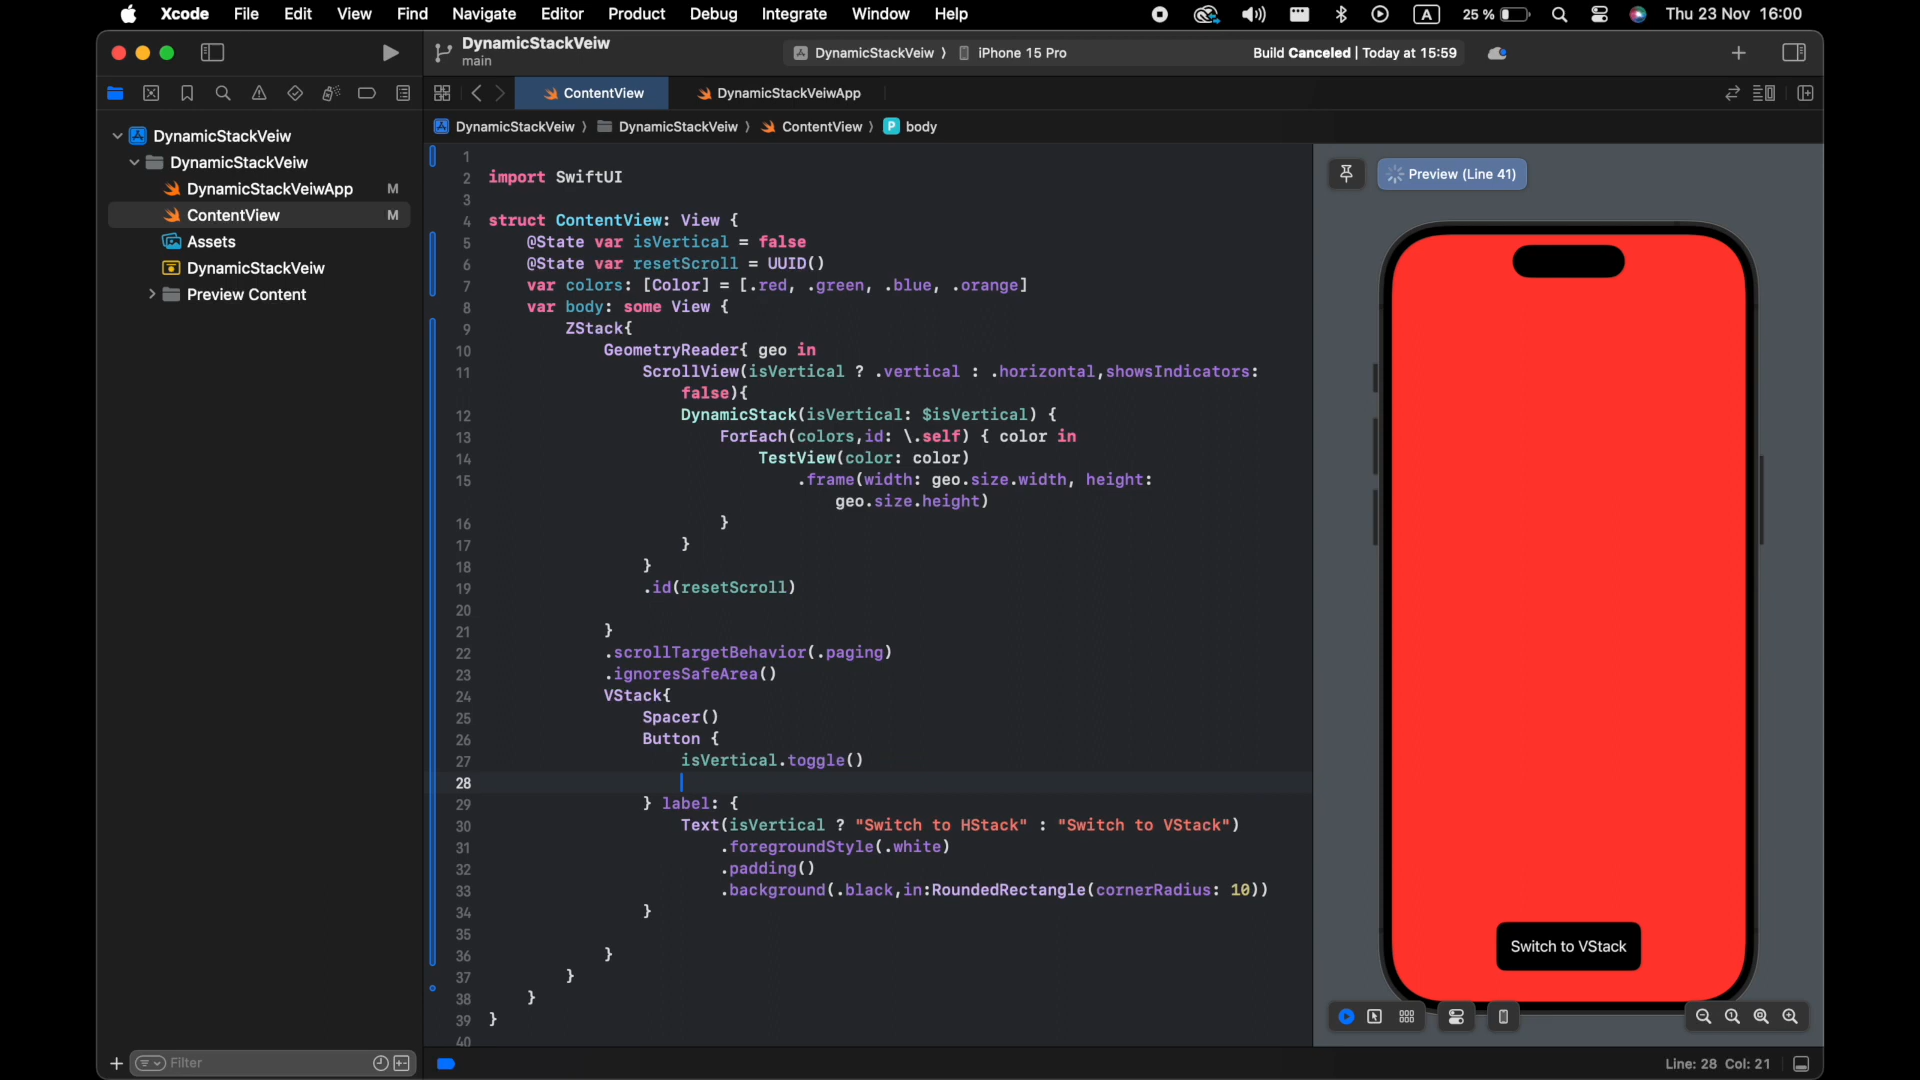 Xcode File Edit View Find Navigate Editor Product Debug Integrate Window Help A 25 % Thu 23 Nov 16:00
DynamicStackVeiw
main
DynamicStackVeiw 〉 iPhone 15 Pro
Build Canceled | Today at 15:59
ContentView DynamicStackVeiwApp
DynamicStackVeiw 〉 DynamicStackVeiw 〉 ContentView 〉 P body
DynamicStackVeiw
DynamicStackVeiw
DynamicStackVeiwApp M
ContentView M
Assets
DynamicStackVeiw
Preview Content
Filter
1
2 import SwiftUI
3
4 struct ContentView: View {
5 @State var isVertical = false
6 @State var resetScroll = UUID()
7 var colors: [Color] = [.red, .green, .blue, .orange]
8 var body: some View {
9 ZStack{
10 GeometryReader{ geo in
11 ScrollView(isVertical ? .vertical : .horizontal,showsIndicators:
false){
12 DynamicStack(isVertical: $isVertical) {
13 ForEach(colors,id: \.self) { color in
14 TestView(color: color)
15 .frame(width: geo.size.width, height:
geo.size.height)
16 }
17 }
18 }
19 .id(resetScroll)
20
21 }
22 .scrollTargetBehavior(.paging)
23 .ignoresSafeArea()
24 VStack{
25 Spacer()
26 Button {
27 isVertical.toggle()
28
29 } label: {
30 Text(isVertical ? "Switch to HStack" : "Switch to VStack")
31 .foregroundStyle(.white)
32 .padding()
33 .background(.black,in:RoundedRectangle(cornerRadius: 10))
34 }
35
36 }
37 }
38 }
39 }
40
Preview (Line 41)
Switch to VStack
Line: 28 Col: 21